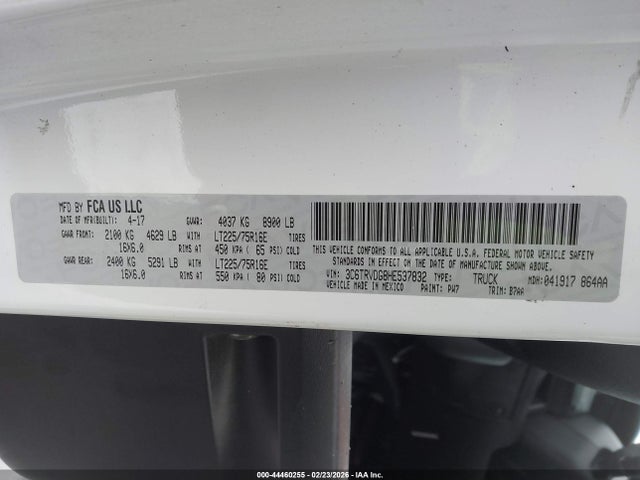 MFD BY FCA US LLC
DATE OF MFR(BUILT): 4-17 GVWR: 4037 KG 8900 LB
GAWR FRONT: 2100 KG 4629 LB WITH LT225/75R16E TIRES
16X6.0 RIMS AT 450 KPA ( 65 PSI) COLD
GAWR REAR: 2400 KG 5291 LB WITH LT225/75R16E TIRES
16X6.0 RIMS AT 550 KPA ( 80 PSI) COLD
THIS VEHICLE CONFORMS TO ALL APPLICABLE U.S.A. FEDERAL MOTOR VEHICLE SAFETY
STANDARDS IN EFFECT ON THE DATE OF MANUFACTURE SHOWN ABOVE.
VIN: 3C6TRVDG8HE537832 TYPE: TRUCK MDH: 041917 864AA
VEHICLE MADE IN MEXICO PAINT: PW7 TRIM: B7AA
000-44460255 - 02/23/2026 - IAA Inc.